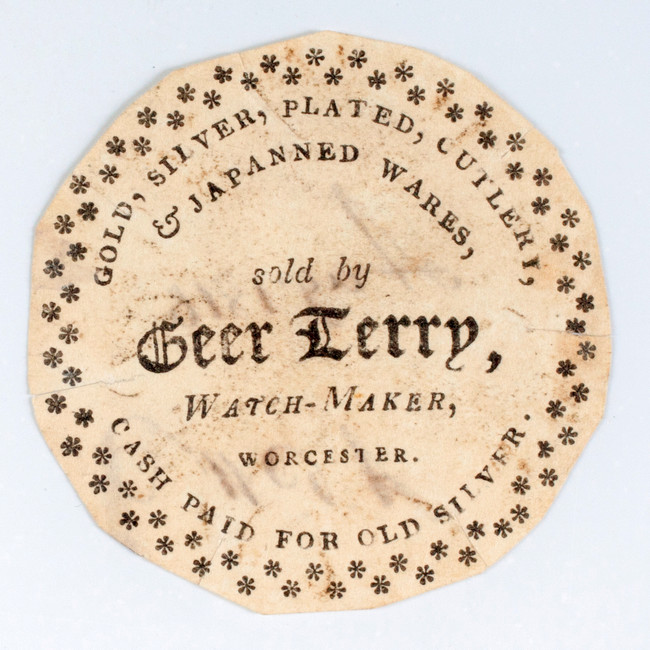 GOLD, SILVER, PLATED, CUTLERY,
& JAPANNED WARES,
sold by
Geer Terry,
WATCH-MAKER,
WORCESTER.
CASH PAID FOR OLD SILVER.